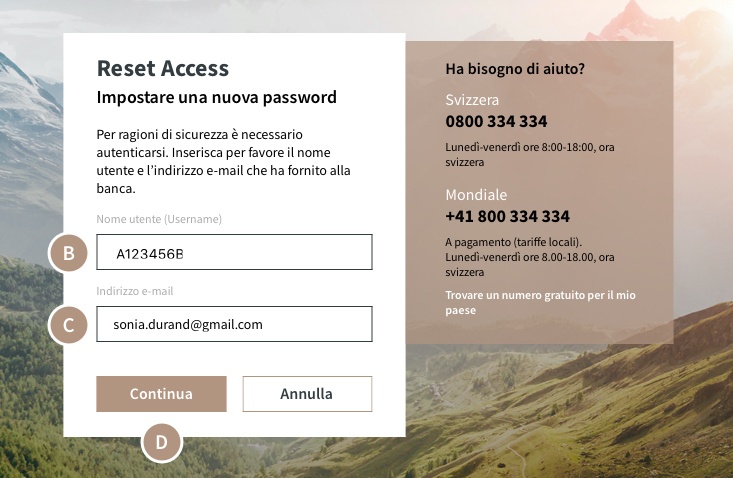 Reset Access
Impostare una nuova password
Per ragioni di sicurezza è necessario
autenticarsi. Inserisca per favore il nome
utente e l'indirizzo e-mail che ha fornito alla
banca.
Nome utente (Username)
B
A123456B
Indirizzo e-mail
C
sonia.durand@gmail.com
Continua
Annulla
D
Ha bisogno di aiuto?
Svizzera
0800 334 334
Lunedì-venerdì ore 8:00-18:00, ora
svizzera
Mondiale
+41 800 334 334
A pagamento (tariffe locali).
Lunedì-venerdì ore 8.00-18.00, ora
svizzera
Trovare un numero gratuito per il mio
paese